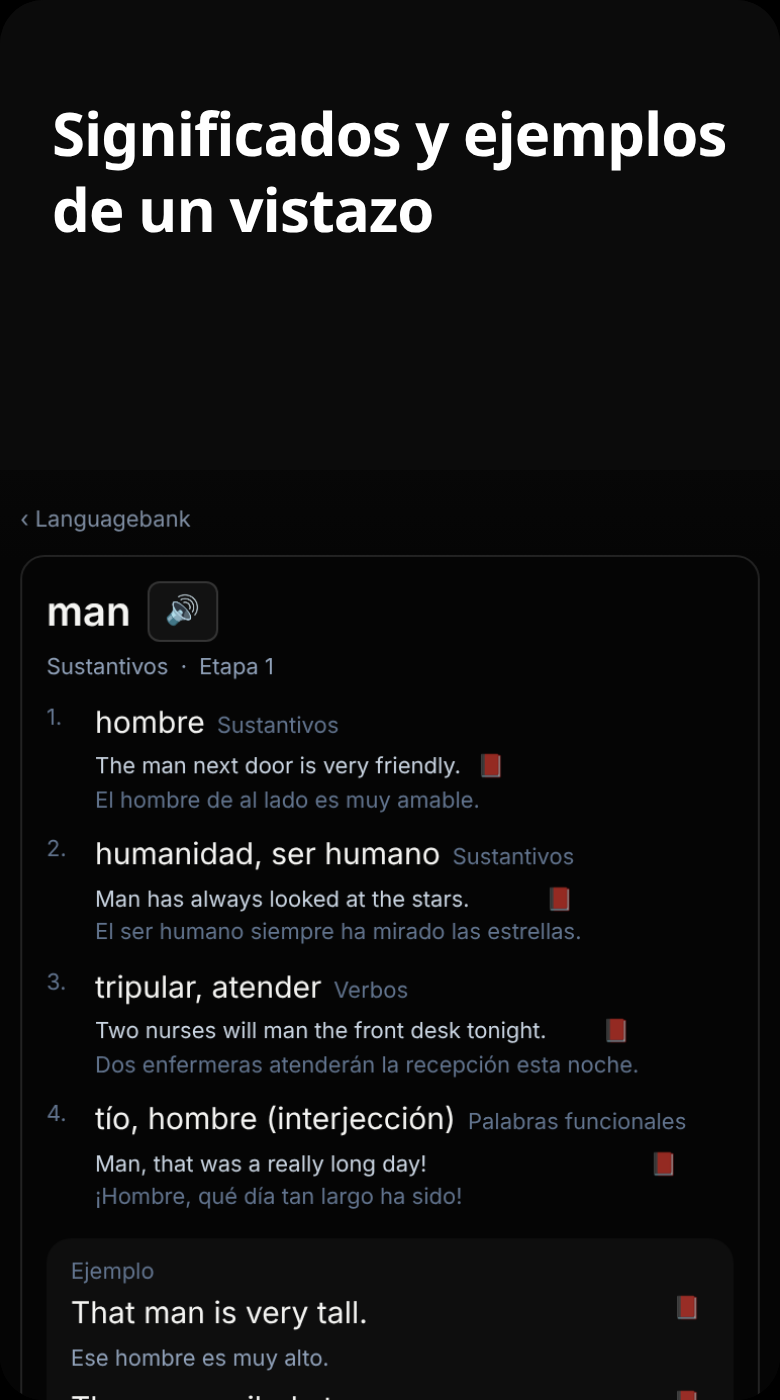 Significados y ejemplos
de un vistazo
‹ Languagebank
man
Sustantivos · Etapa 1
1. hombre Sustantivos
The man next door is very friendly.
El hombre de al lado es muy amable.
2. humanidad, ser humano Sustantivos
Man has always looked at the stars.
El ser humano siempre ha mirado las estrellas.
3. tripular, atender Verbos
Two nurses will man the front desk tonight.
Dos enfermeras atenderán la recepción esta noche.
4. tío, hombre (interjección) Palabras funcionales
Man, that was a really long day!
¡Hombre, qué día tan largo ha sido!
Ejemplo
That man is very tall.
Ese hombre es muy alto.